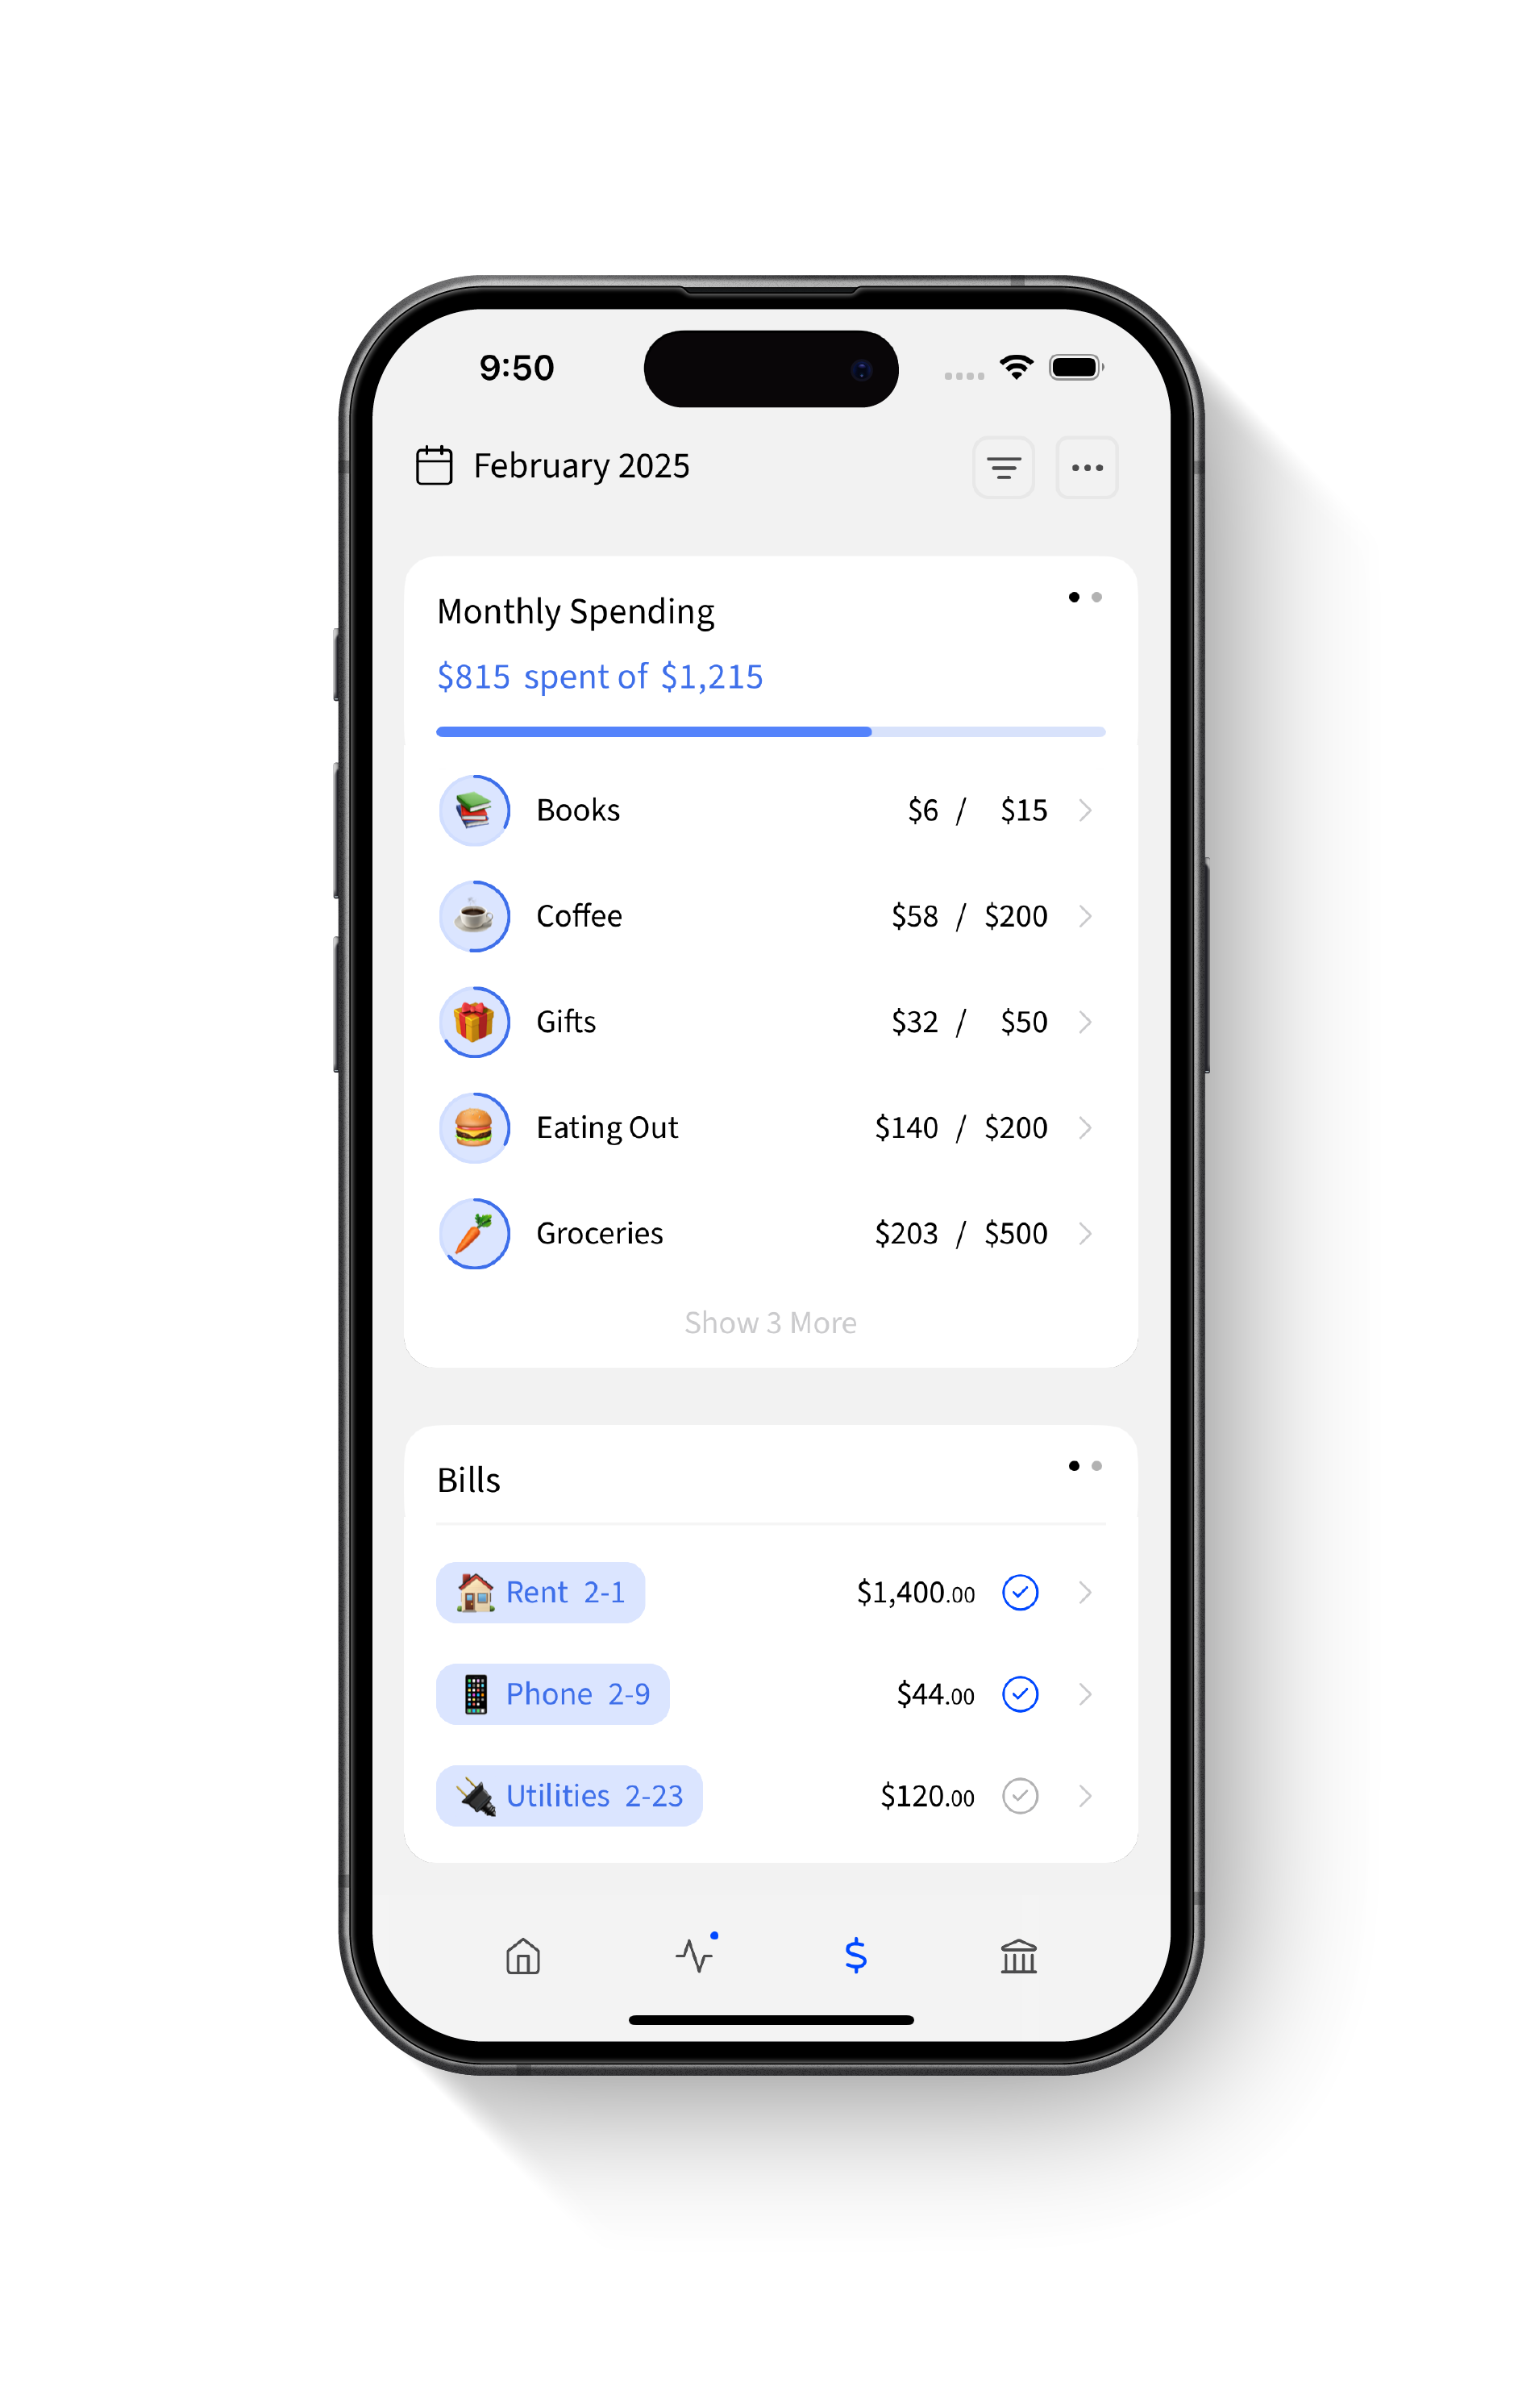 9:50
February 2025
Monthly Spending
$815 spent of $1,215
Books $6 / $15
Coffee $58 / $200
Gifts $32 / $50
Eating Out $140 / $200
Groceries $203 / $500
Show 3 More
Bills
Rent 2-1 $1,400.00
Phone 2-9 $44.00
Utilities 2-23 $120.00
$